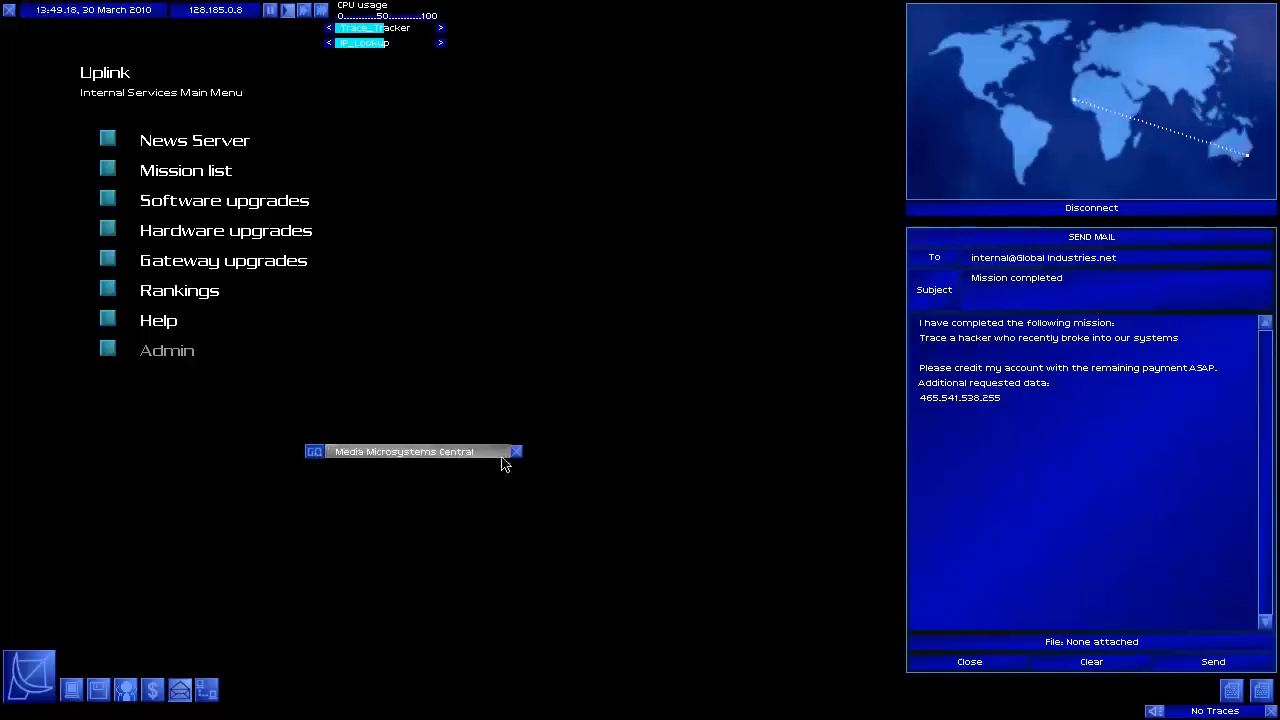 13:49.18, 30 March 2010
128.185.0.8
CPU usage
0...........50...........100
< Trace_Tracker >
< IP_Lookup >
Uplink
Internal Services Main Menu
News Server
Mission list
Software upgrades
Hardware upgrades
Gateway upgrades
Rankings
Help
Admin
GO Media Microsystems Central
Disconnect
SEND MAIL
To internal@Global Industries.net
Subject Mission completed
I have completed the following mission:
Trace a hacker who recently broke into our systems
Please credit my account with the remaining payment ASAP.
Additional requested data:
465.541.538.255
File: None attached
Close Clear Send
No Traces